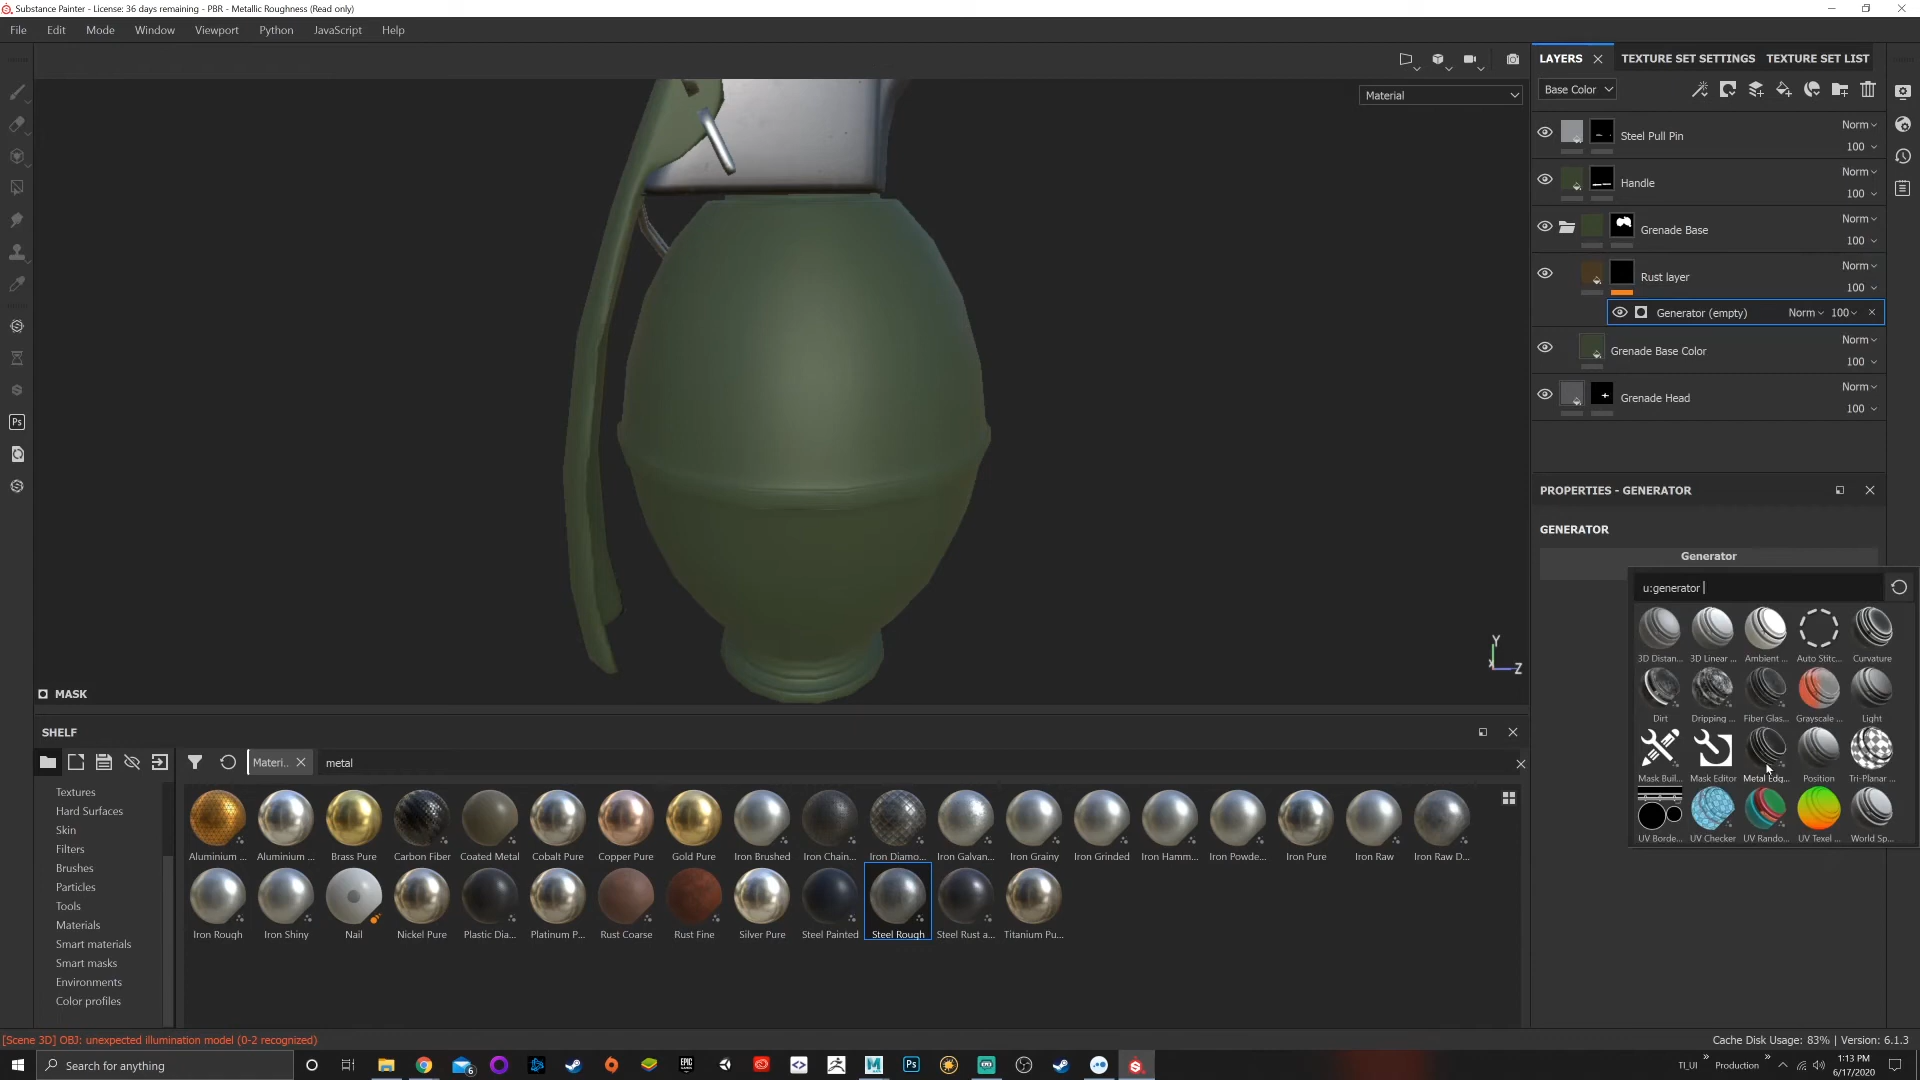 Substance Painter - License: 36 days remaining - PBR - Metallic Roughness (Read only)
File Edit Mode Window Viewport Python JavaScript Help
LAYERS TEXTURE SET SETTINGS TEXTURE SET LIST
Material
Base Color
Steel Pull Pin Norm 100
Handle Norm 100
Grenade Base Norm 100
Rust layer Norm 100
Generator (empty) Norm 100
Grenade Base Color Norm 100
Grenade Head Norm 100
PROPERTIES - GENERATOR
GENERATOR
Generator
u:generator
3D Distan... 3D Linear ... Ambient ... Auto Stitc... Curvature
Dirt Dripping ... Fiber Glas... Grayscale ... Light
Mask Buil... Mask Editor Metal Edg... Position Tri-Planar ...
UV Borde... UV Checker UV Rando... UV Texel ... World Sp...
Y
X
Z
MASK
SHELF
Materi... metal
Textures
Hard Surfaces
Skin
Filters
Brushes
Particles
Tools
Materials
Smart materials
Smart masks
Environments
Color profiles
Aluminium ... Aluminium ... Brass Pure Carbon Fiber Coated Metal Cobalt Pure Copper Pure Gold Pure Iron Brushed Iron Chain... Iron Diamo... Iron Galvan... Iron Grainy Iron Grinded Iron Hamm... Iron Powde... Iron Pure Iron Raw Iron Raw D...
Iron Rough Iron Shiny Nail Nickel Pure Plastic Dia... Platinum P... Rust Coarse Rust Fine Silver Pure Steel Painted Steel Rough Steel Rust a... Titanium Pu...
[Scene 3D] OBJ: unexpected illumination model (0-2 recognized)
Cache Disk Usage: 83% | Version: 6.1.3
Search for anything
6
EPIC GAMES
Ps
TI_UI
Production
1:13 PM
6/17/2020